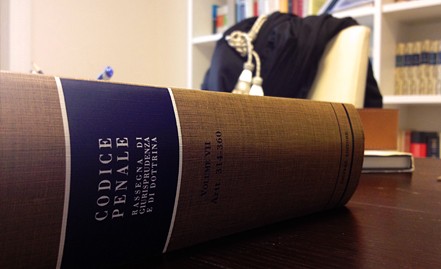 CODICE
PENALE
RASSEGNA DI
GIURISPRUDENZA
E DI DOTTRINA
VOLUME VII
Artt. 314-360